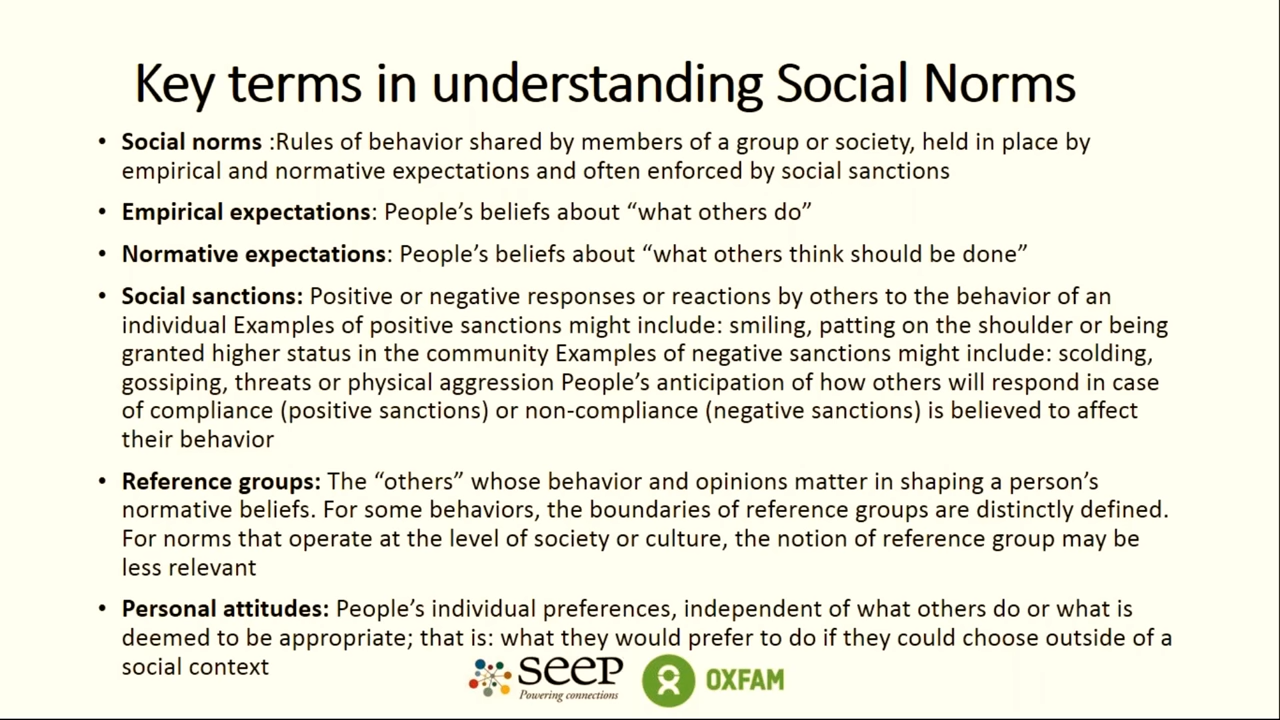 Key terms in understanding Social Norms
• Social norms :Rules of behavior shared by members of a group or society, held in place by
empirical and normative expectations and often enforced by social sanctions
• Empirical expectations: People’s beliefs about “what others do”
• Normative expectations: People’s beliefs about “what others think should be done”
• Social sanctions: Positive or negative responses or reactions by others to the behavior of an
individual Examples of positive sanctions might include: smiling, patting on the shoulder or being
granted higher status in the community Examples of negative sanctions might include: scolding,
gossiping, threats or physical aggression People’s anticipation of how others will respond in case
of compliance (positive sanctions) or non-compliance (negative sanctions) is believed to affect
their behavior
• Reference groups: The “others” whose behavior and opinions matter in shaping a person’s
normative beliefs. For some behaviors, the boundaries of reference groups are distinctly defined.
For norms that operate at the level of society or culture, the notion of reference group may be
less relevant
• Personal attitudes: People’s individual preferences, independent of what others do or what is
deemed to be appropriate; that is: what they would prefer to do if they could choose outside of a
social context
seeP
Powering connections
OXFAM